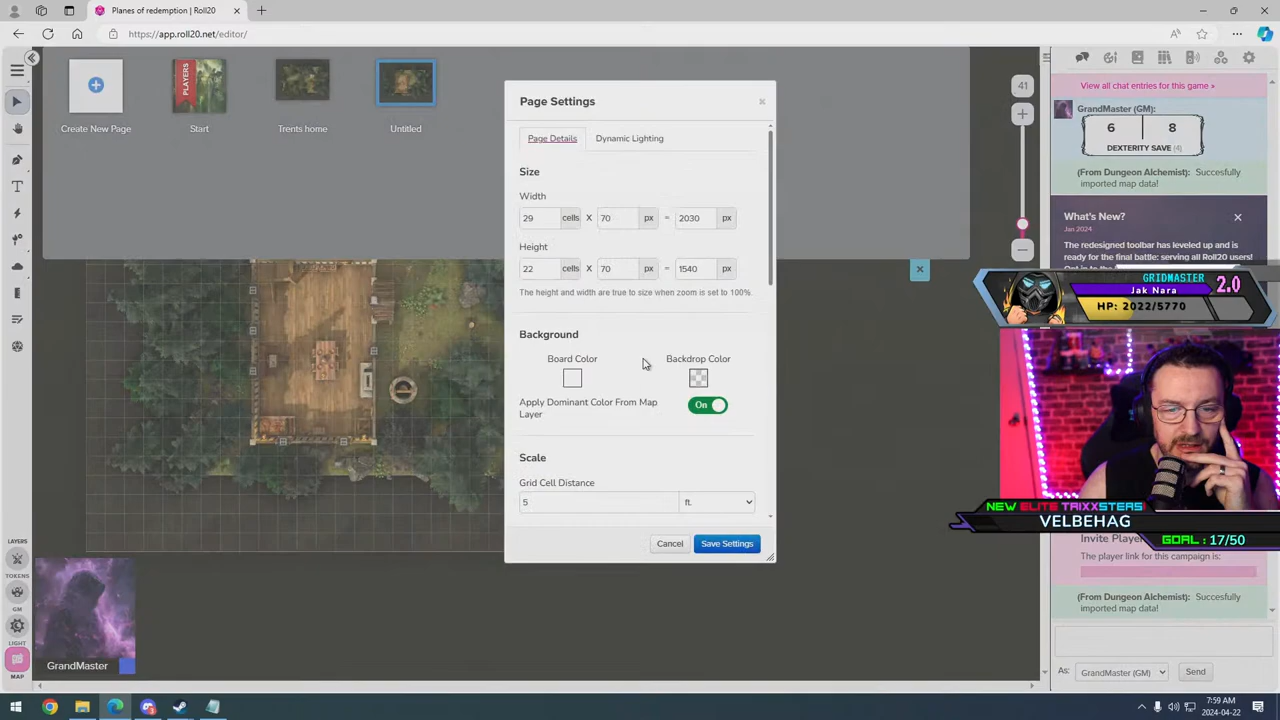 Planes of redemption
https://app.roll20.net/editor/
Create New Page
PLAYERS
Start
Trents home
Untitled
41
Page Settings
Page Details
Dynamic Lighting
Size
Width
29 cells X 70 px = 2030 px
Height
22 cells X 70 px = 1540 px
The height and width are true to size when zoom is set to 100%.
Background
Board Color
Backdrop Color
Apply Dominant Color From Map
Layer
On
Scale
Grid Cell Distance
5 ft.
Cancel
Save Settings
View all chat entries for this game »
GrandMaster (GM):
6 8
DEXTERITY SAVE (4)
(From Dungeon Alchemist): Succesfully
imported map data!
What's New?
Jan 2024
The redesigned toolbar has leveled up and is
ready for the final battle: serving all Roll20 users!
GRIDMASTER
2.0
Jak Nara
HP: 2022/5770
NEW ELITE TRIXXSTERS!
VELBEHAG
GOAL : 17/50
Invite Player
The player link for this campaign is:
(From Dungeon Alchemist): Succesfully
imported map data!
As: GrandMaster (GM) Send
LAYERS
TOKENS
GM
LIGHT
MAP
GrandMaster
7:59 AM
2024-04-22